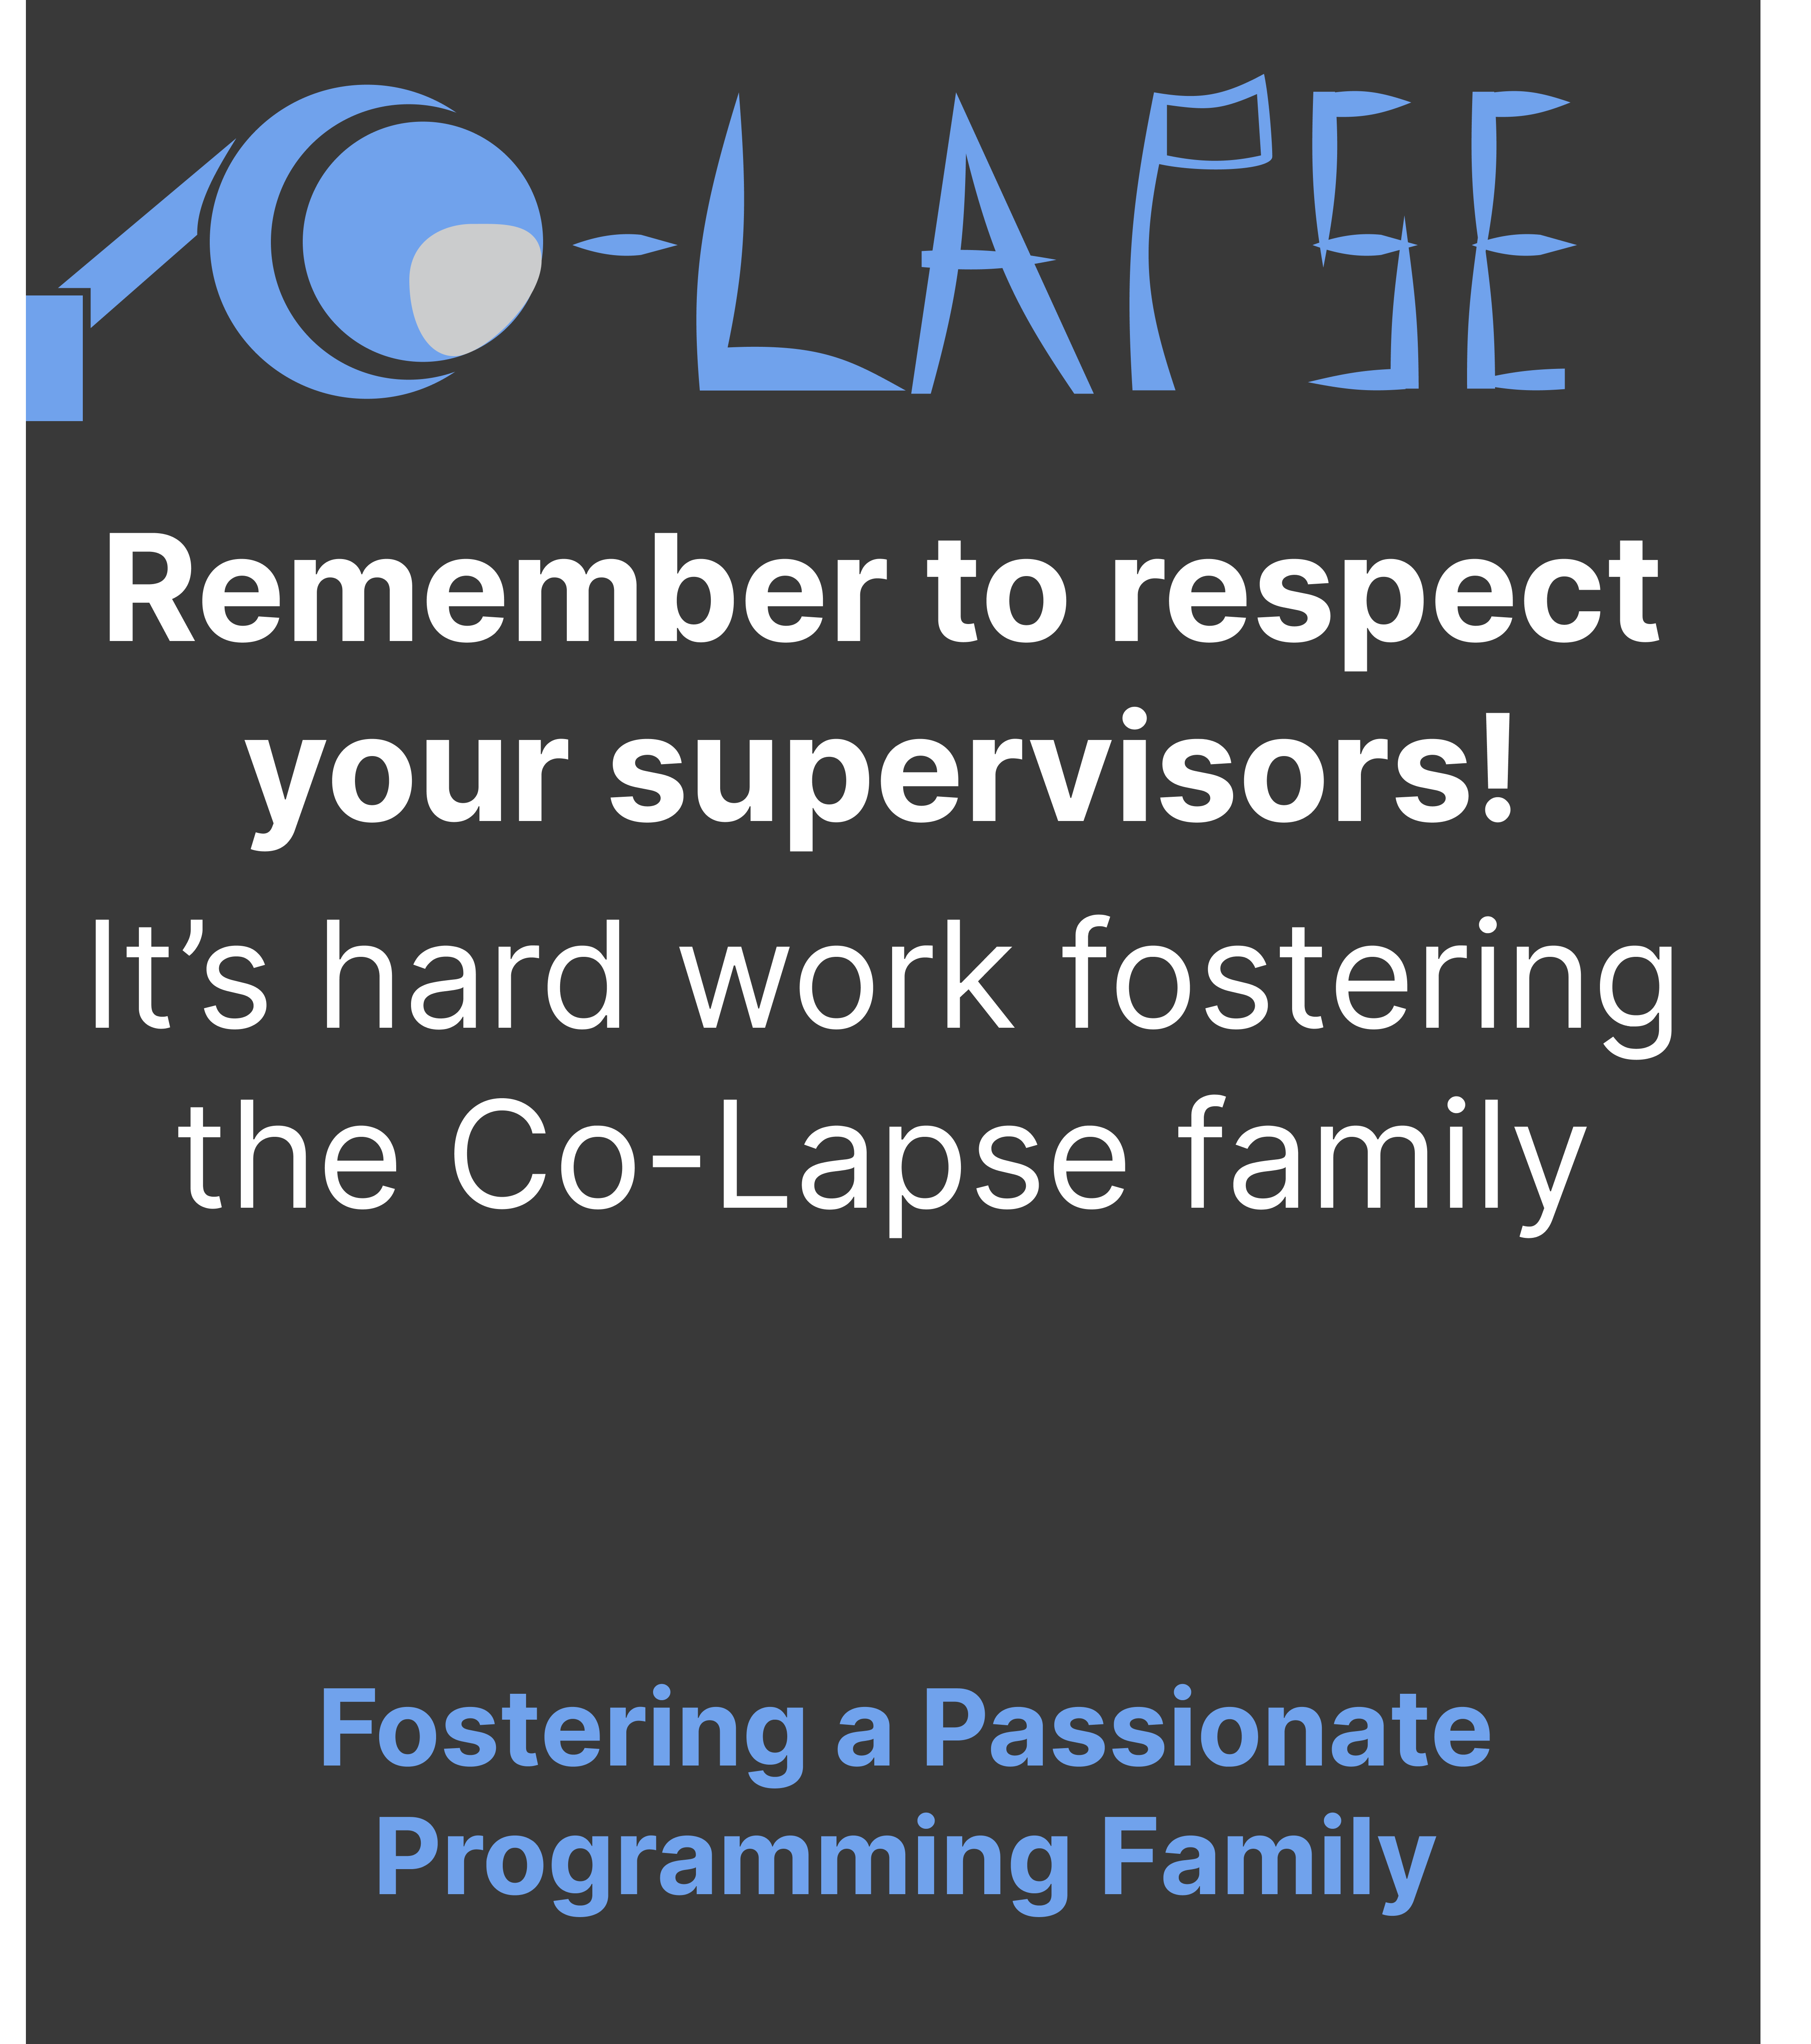 CO-LAPSE
Remember to respect
your supervisors!
It’s hard work fostering
the Co-Lapse family
Fostering a Passionate
Programming Family